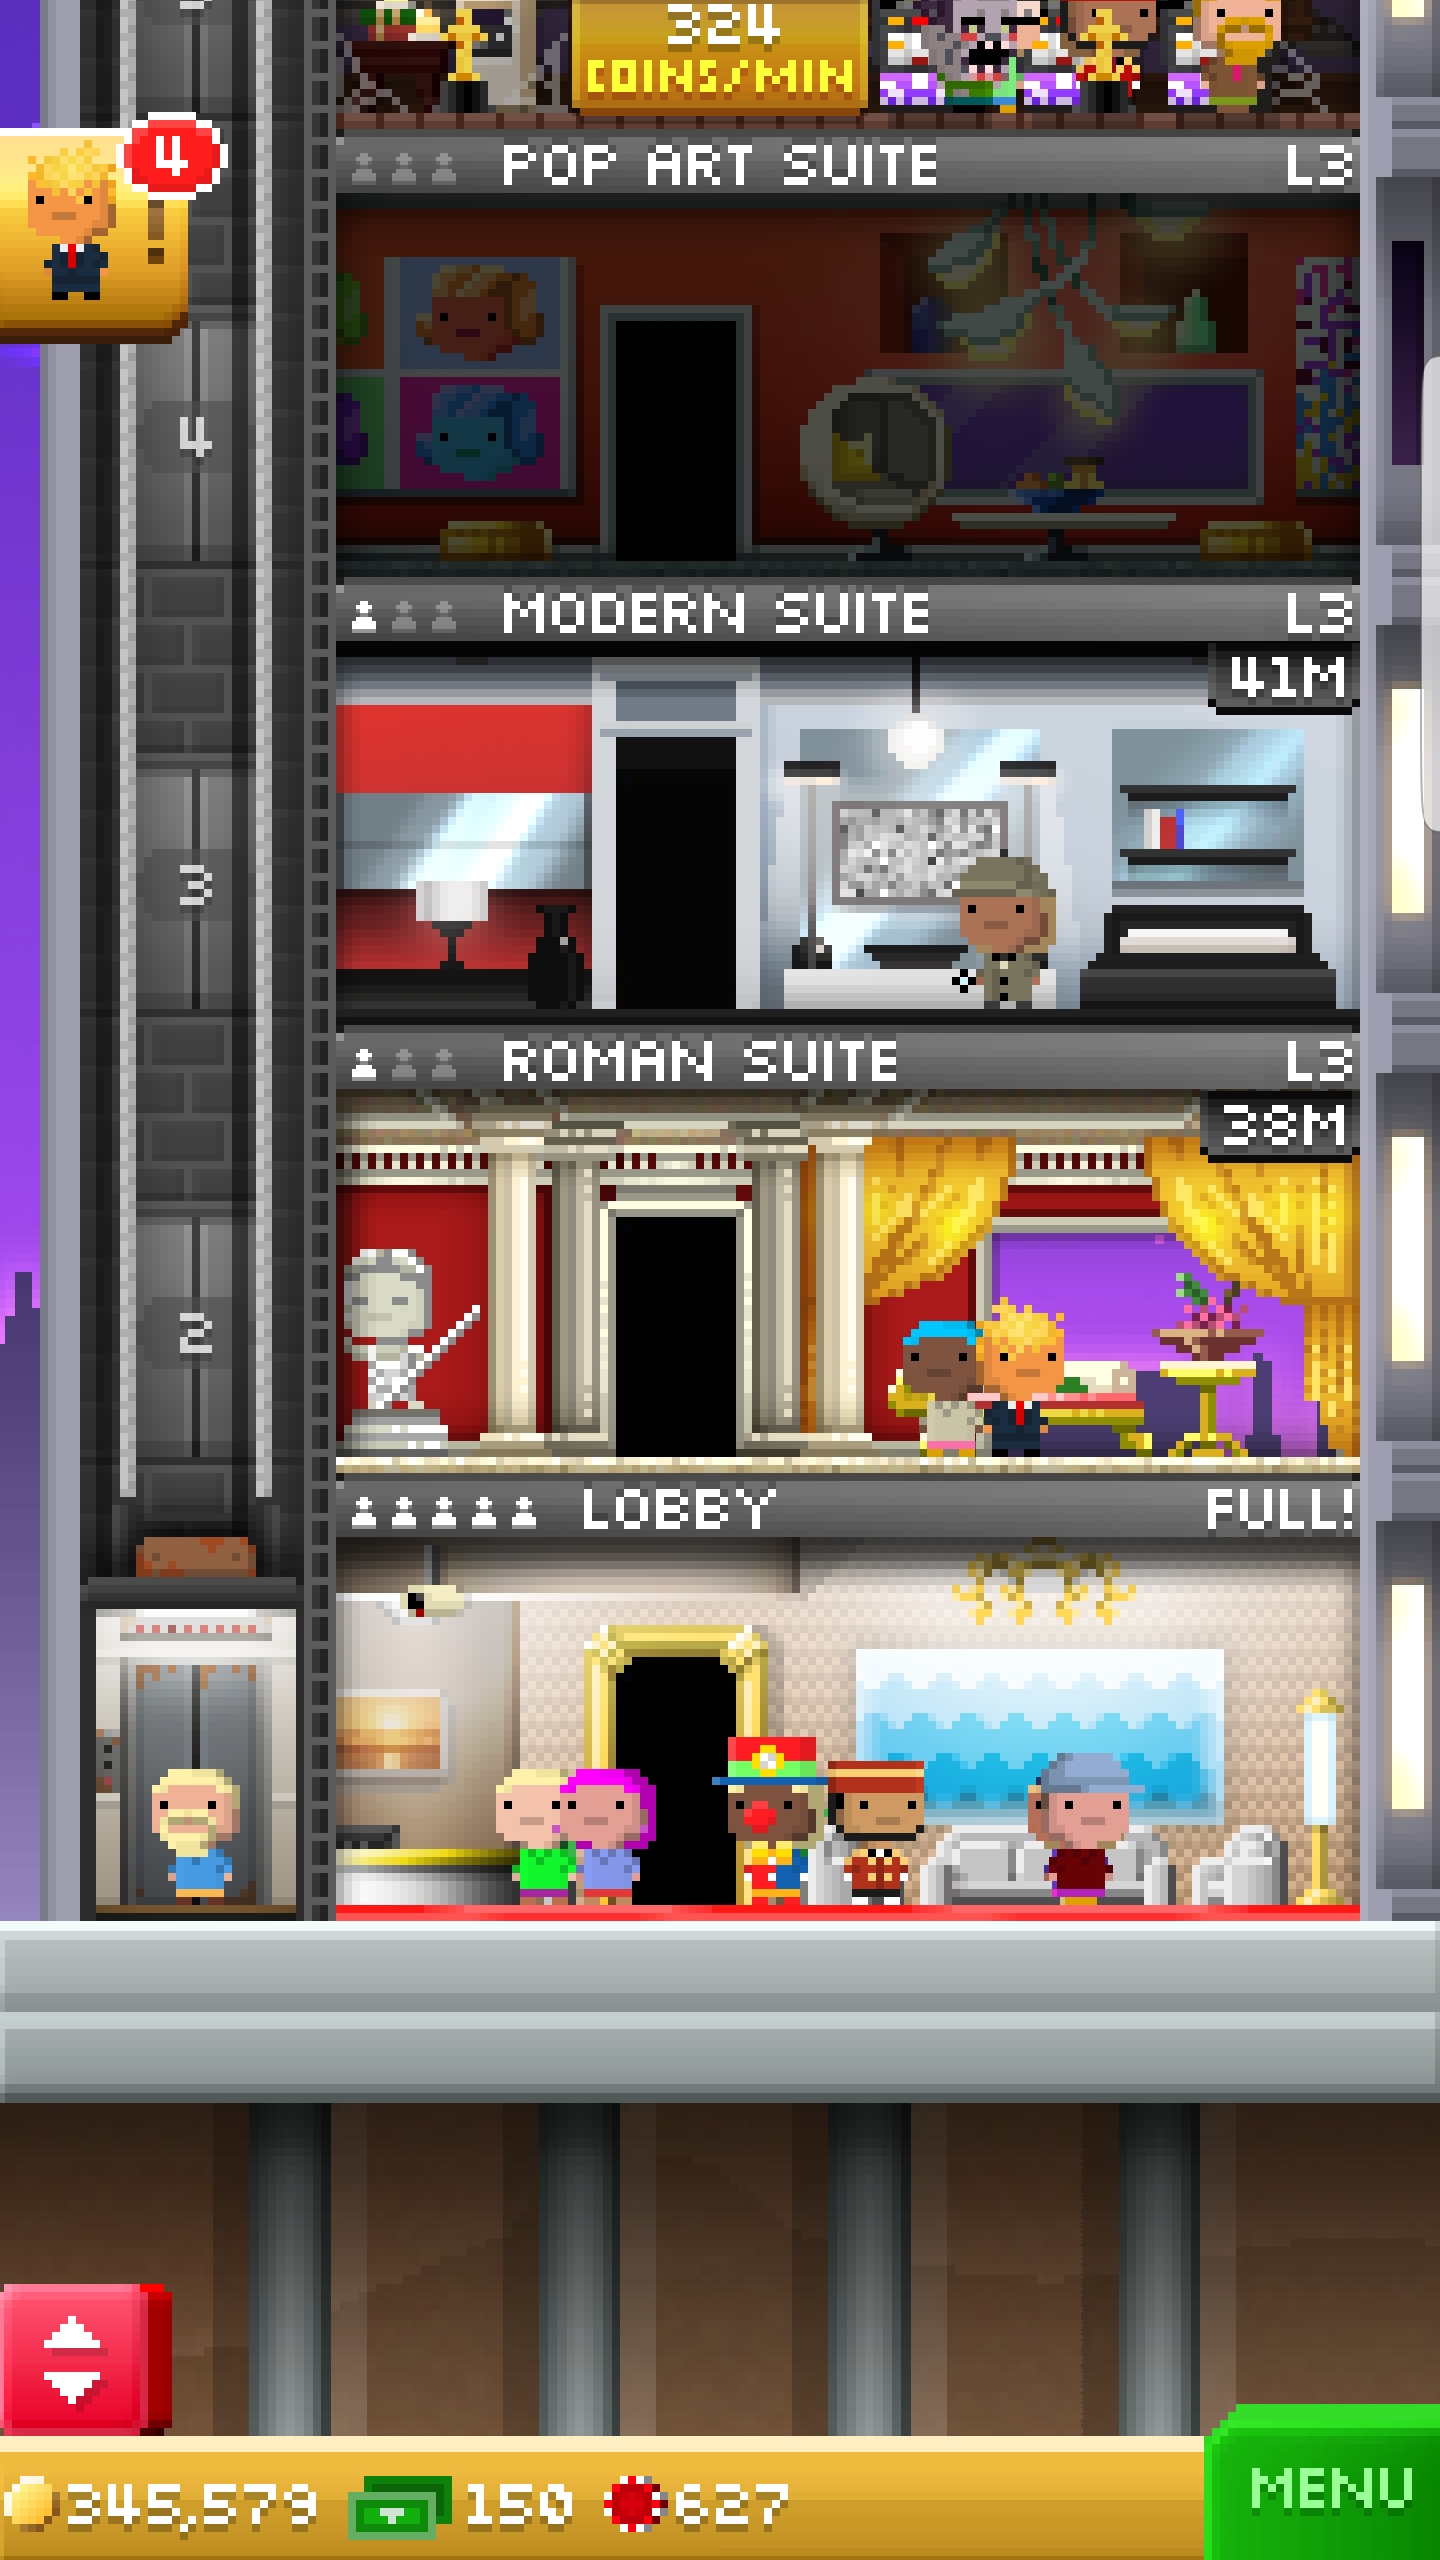 324
COINS/MIN
4
!
POP ART SUITE L3
4
MODERN SUITE L3
41M
3
ROMAN SUITE L3
38M
2
LOBBY FULL!
345,579 150 627
MENU